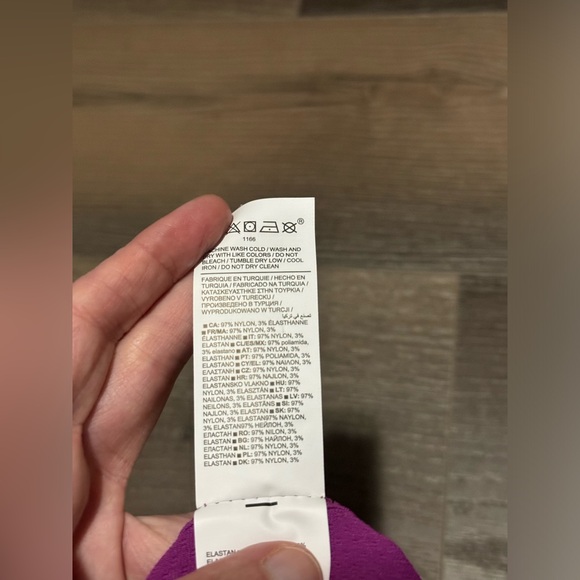 ®
1166
MACHINE WASH COLD / WASH AND
DRY WITH LIKE COLORS / DO NOT
BLEACH / TUMBLE DRY LOW / COOL
IRON / DO NOT DRY CLEAN
FABRIQUÉ EN TURQUIE / HECHO EN
TURQUIA / FABRICADO NA TURQUIA /
ΚΑΤΑΣΚΕΥΑΣΤΗΚΕ ΣΤΗΝ ΤΟΥΡΚΙΑ /
VYROBENO V TURECKU /
ПРОИЗВЕДЕНО В ТУРЦИЯ /
WYPRODUKOWANO W TURCJI /
تصنع في تركيا
■ CA: 97% NYLON, 3% ÉLASTHANNE
■ FR/MA: 97% NYLON, 3%
ÉLASTHANNE ■ IT: 97% NYLON, 3%
ELASTAN ■ CL/ES/MX: 97% poliamida,
3% elastano ■ AT: 97% NYLON, 3%
ELASTHAN ■ PT: 97% POLIAMIDA, 3%
ELASTANO ■ CY/EL: 97% ΝΑΪΛΟΝ, 3%
ΕΛΑΣΤΑΝΗ ■ CZ: 97% NYLON, 3%
ELASTAN ■ HR: 97% NAJLON, 3%
ELASTANSKO VLAKNO ■ HU: 97%
NYLON, 3% ELASZTÁN ■ LT: 97%
NAILONAS, 3% ELASTANAS ■ LV: 97%
NEILONS, 3% ELASTĀNS ■ SI: 97%
NAJLON, 3% ELASTAN ■ SK: 97%
NYLON, 3% ELASTAN97% NAYLON,
3% ELASTAN97% НЕЙЛОН, 3%
ЕЛАСТАН ■ RO: 97% NILON, 3%
ELASTAN ■ BG: 97% НАЙЛОН, 3%
ЕЛАСТАН ■ NL: 97% NYLON, 3%
ELASTHAN ■ PL: 97% NYLON, 3%
ELASTAN ■ DK: 97% NYLON, 3%
ELASTAN